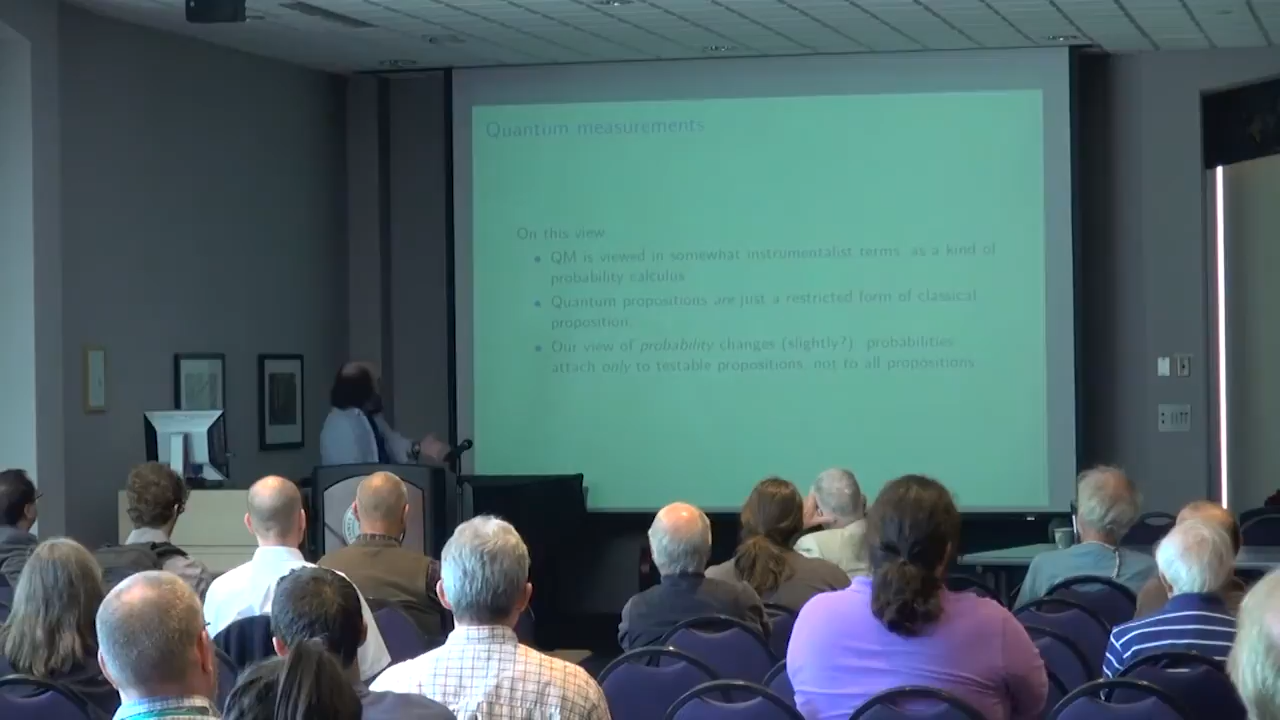 Quantum measurements
On this view
• QM is viewed in somewhat instrumentalist terms as a kind of
probability calculus
• Quantum propositions are just a restricted form of classical
proposition.
• Our view of probability changes (slightly?) probabilities
attach only to testable propositions not to all propositions